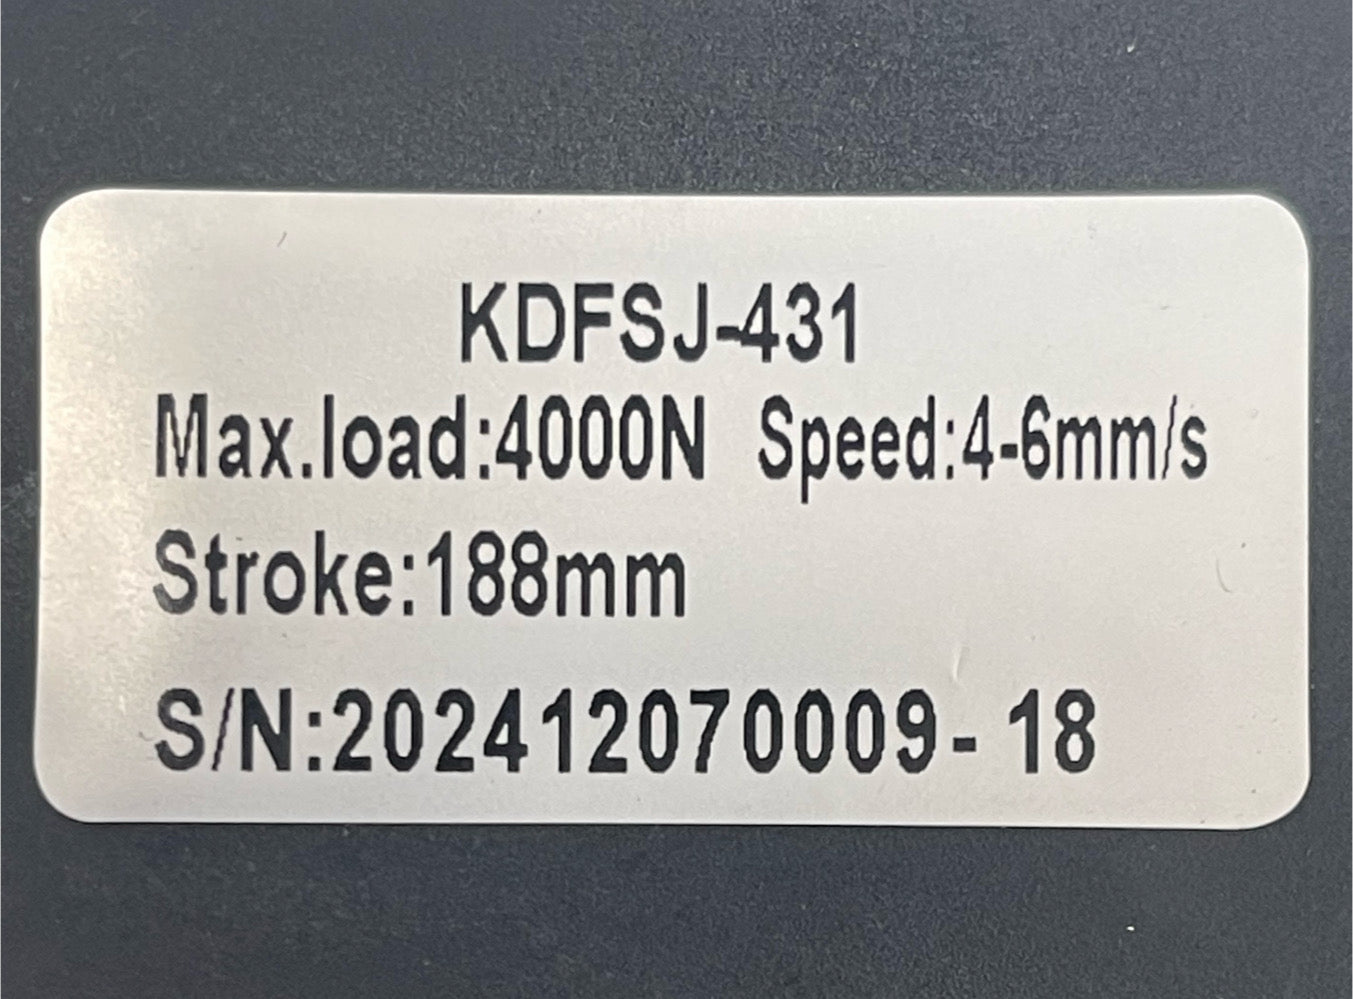 KDFSJ-431
Max.load:4000N Speed:4-6mm/s
Stroke:188mm
S/N:202412070009- 18